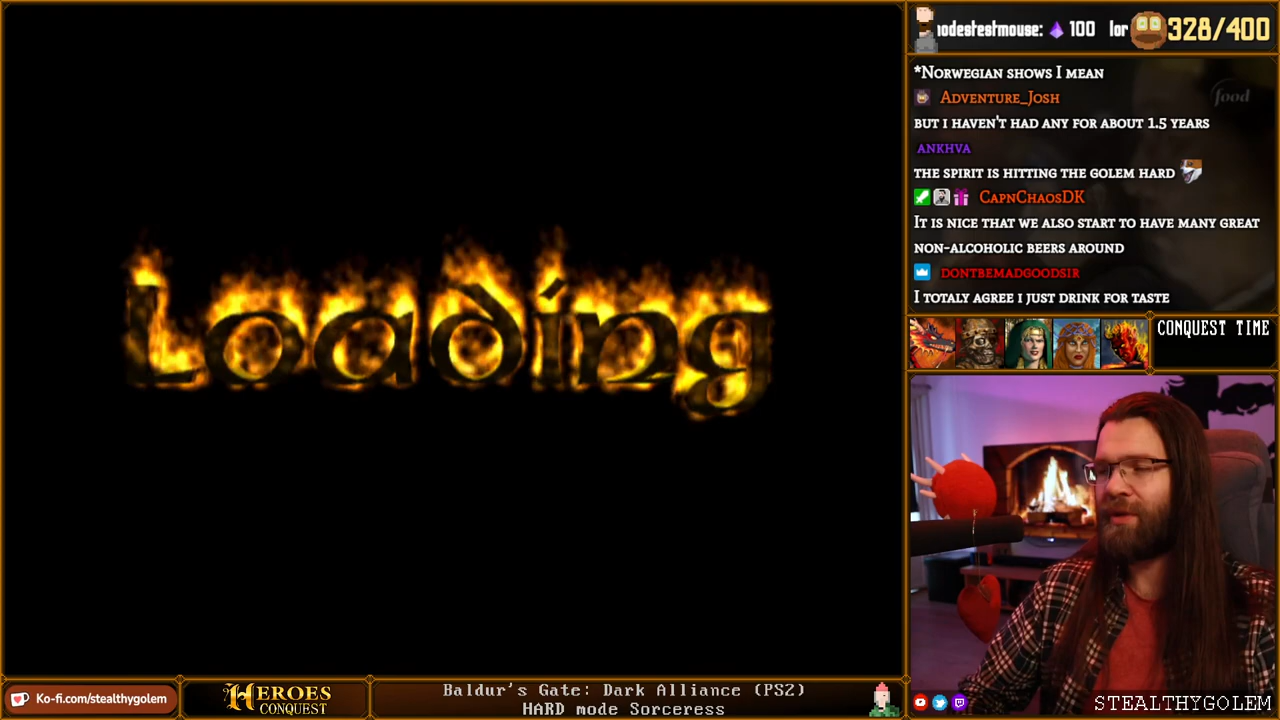 odestestmouse: 100 lor
328/400
*Norwegian shows I mean
food
Adventure_Josh
but i haven't had any for about 1.5 years
ankhva
the spirit is hitting the golem hard
CapnChaosDK
It is nice that we also start to have many great
non-alcoholic beers around
dontbemadgoodsir
I totaly agree i just drink for taste
Loading
CONQUEST TIME
Ko-fi.com/stealthygolem
HEROES
CONQUEST
Baldur's Gate: Dark Alliance (PS2)
HARD mode Sorceress
STEALTHYGOLEM